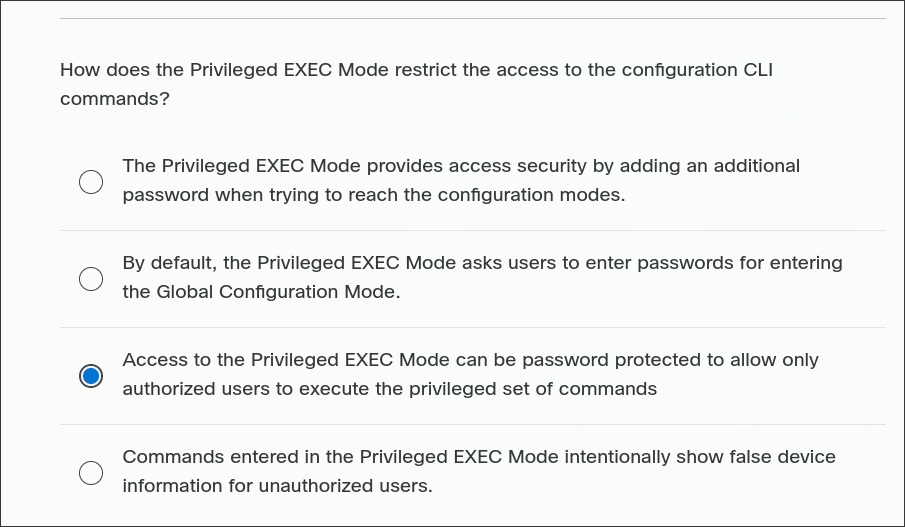 How does the Privileged EXEC Mode restrict the access to the configuration CLI
commands?
The Privileged EXEC Mode provides access security by adding an additional
password when trying to reach the configuration modes.
By default, the Privileged EXEC Mode asks users to enter passwords for entering
the Global Configuration Mode.
Access to the Privileged EXEC Mode can be password protected to allow only
authorized users to execute the privileged set of commands
Commands entered in the Privileged EXEC Mode intentionally show false device
information for unauthorized users.